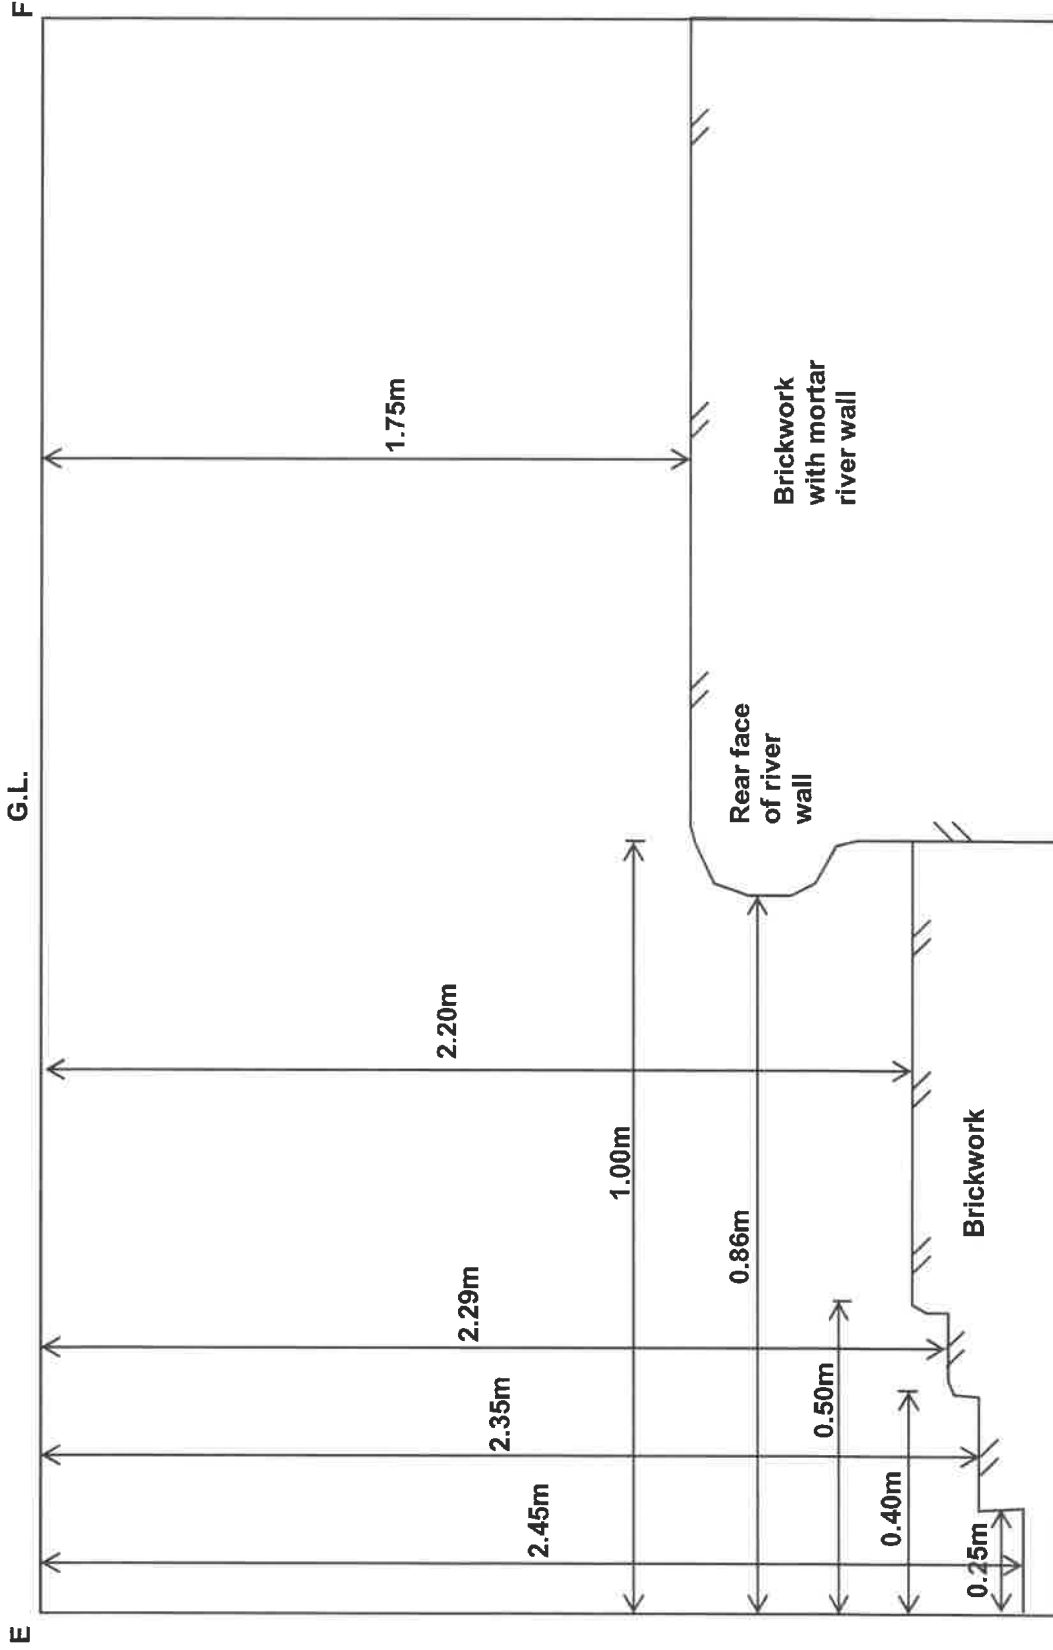 E
G.L.
F
2.45m
2.35m
2.29m
2.20m
1.75m
1.00m
0.86m
0.50m
0.40m
0.25m
Rear face
of river
wall
Brickwork
with mortar
river wall
Brickwork